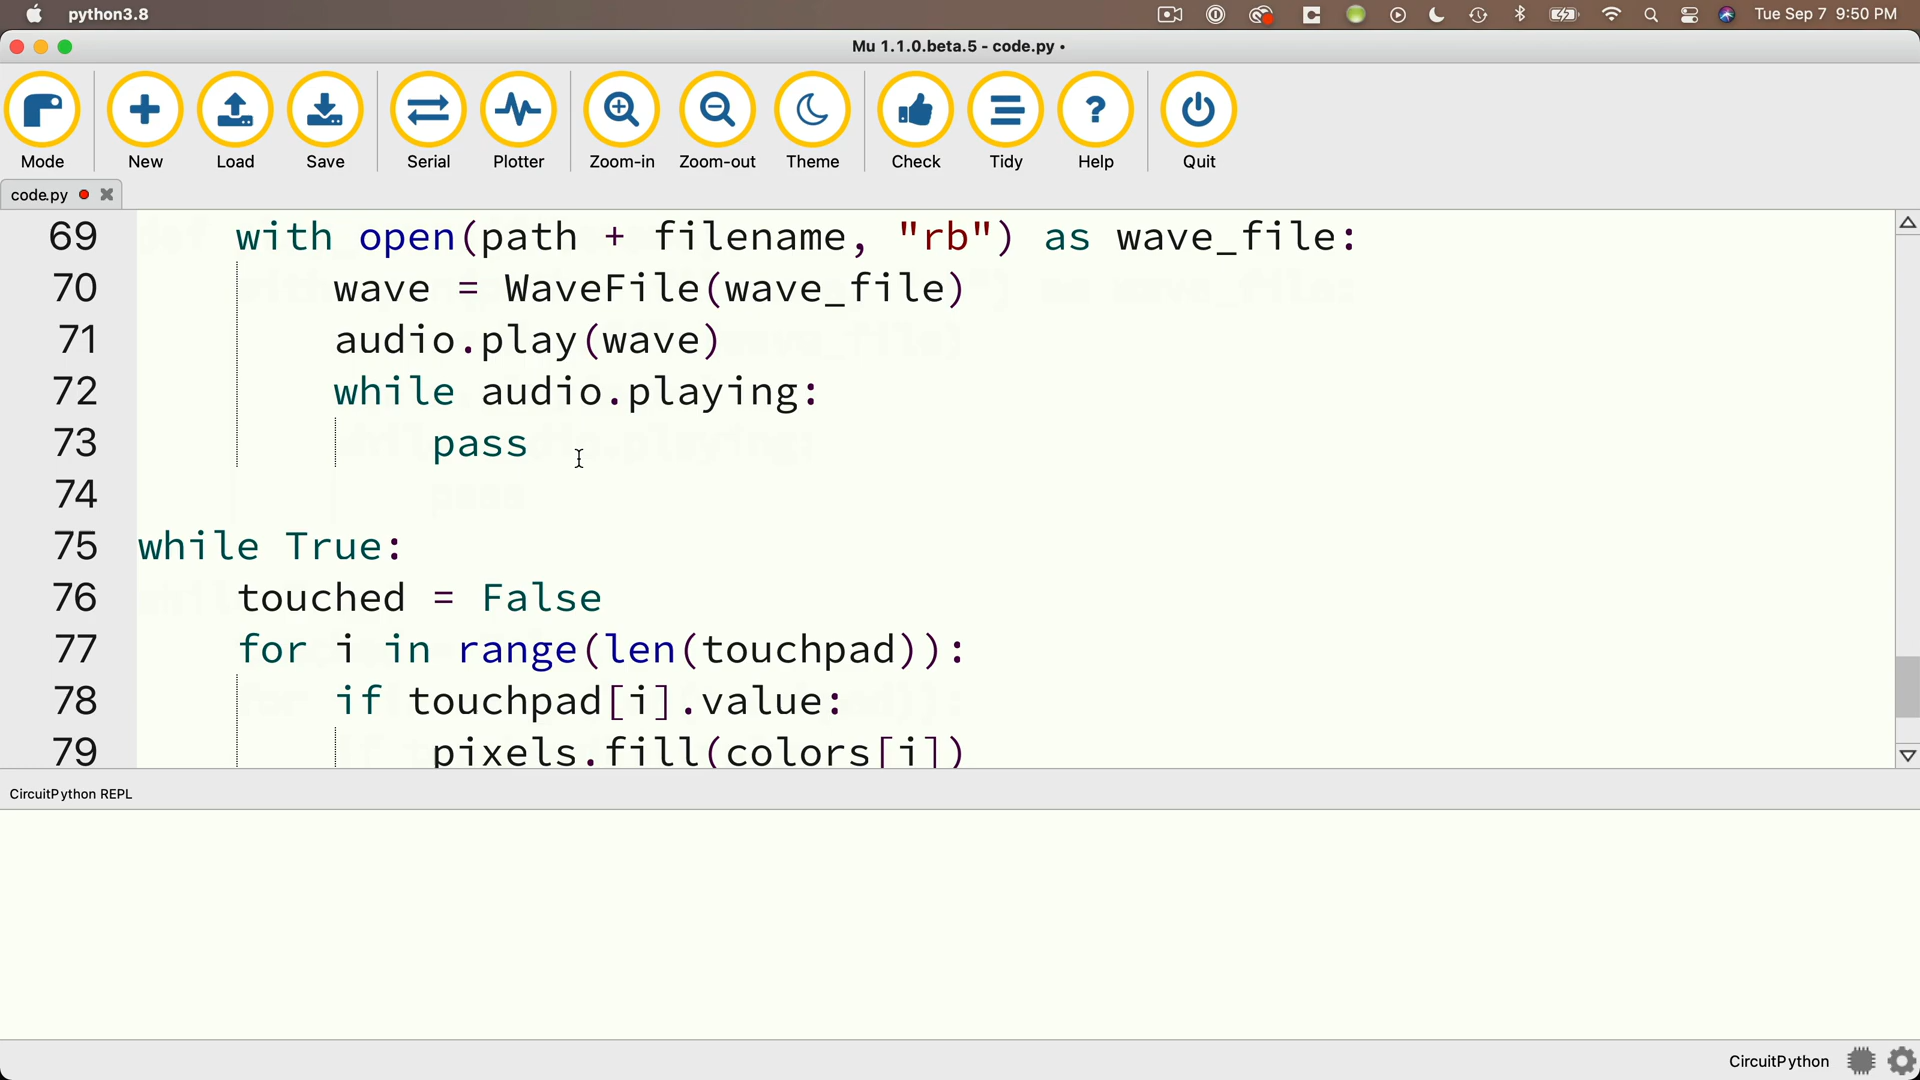 python3.8
Tue Sep 7 9:50 PM
Mu 1.1.0.beta.5 - code.py •
Mode New Load Save Serial Plotter Zoom-in Zoom-out Theme Check Tidy Help Quit
code.py
69 with open(path + filename, "rb") as wave_file:
70 wave = WaveFile(wave_file)
71 audio.play(wave)
72 while audio.playing:
73 pass
74
75 while True:
76 touched = False
77 for i in range(len(touchpad)):
78 if touchpad[i].value:
79 pixels.fill(colors[i])
CircuitPython REPL
CircuitPython